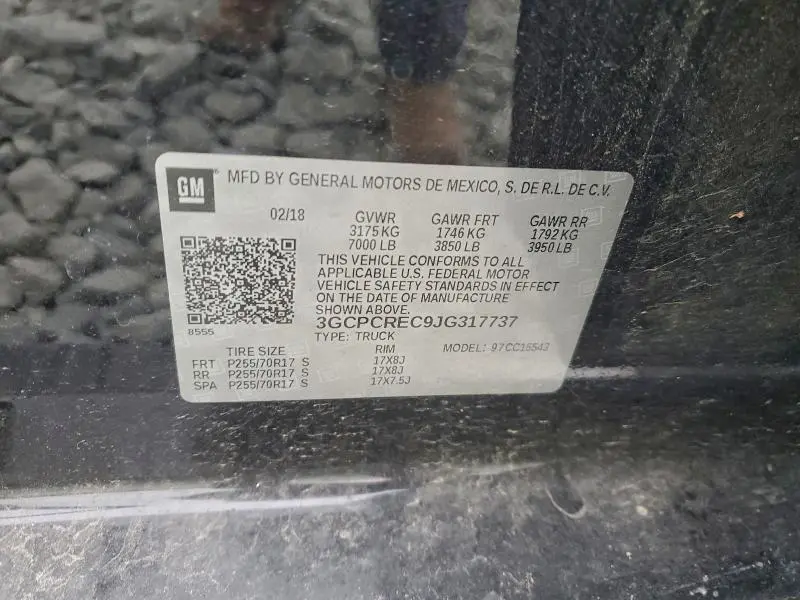 GM MFD BY GENERAL MOTORS DE MEXICO, S. DE R.L. DE C.V.
02/18 GVWR GAWR FRT GAWR RR
3175 KG 1746 KG 1792 KG
7000 LB 3850 LB 3950 LB
THIS VEHICLE CONFORMS TO ALL
APPLICABLE U.S. FEDERAL MOTOR
VEHICLE SAFETY STANDARDS IN EFFECT
ON THE DATE OF MANUFACTURE
SHOWN ABOVE.
8555
3GCPCREC9JG317737
TYPE: TRUCK MODEL: 97CC15543
TIRE SIZE RIM
FRT P255/70R17 S 17X8J
RR P255/70R17 S 17X8J
SPA P255/70R17 S 17X7.5J